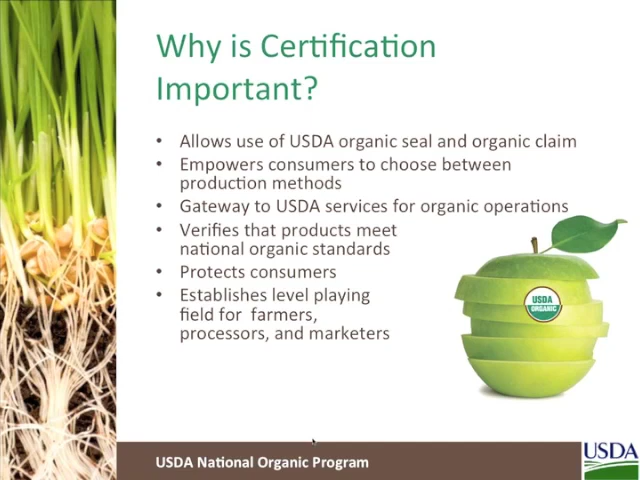 Why is Certification
Important?
• Allows use of USDA organic seal and organic claim
• Empowers consumers to choose between
production methods
• Gateway to USDA services for organic operations
• Verifies that products meet
national organic standards
• Protects consumers
• Establishes level playing
field for farmers,
processors, and marketers
USDA
ORGANIC
USDA National Organic Program
USDA